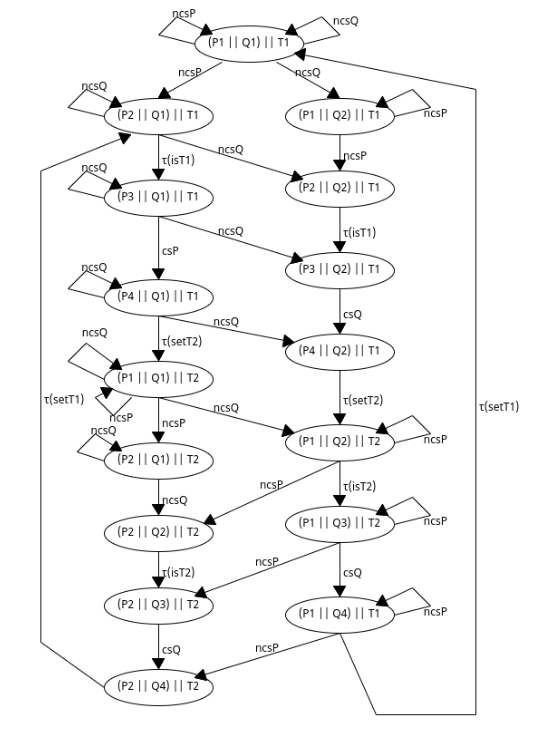 ncsP
ncsQ
(P1 || Q1) || T1
ncsP
ncsQ
ncsQ
(P2 || Q1) || T1
(P1 || Q2) || T1
ncsP
τ(isT1)
ncsQ
ncsP
ncsQ
(P3 || Q1) || T1
(P2 || Q2) || T1
ncsQ
τ(isT1)
csP
ncsQ
(P3 || Q2) || T1
(P4 || Q1) || T1
csQ
ncsQ
τ(setT2)
ncsQ
(P4 || Q2) || T1
(P1 || Q1) || T2
τ(setT1)
ncsP
ncsP
ncsQ
τ(setT2)
τ(setT1)
ncsQ
(P2 || Q1) || T2
(P1 || Q2) || T2
ncsP
ncsQ
ncsP
τ(isT2)
(P2 || Q2) || T2
(P1 || Q3) || T2
ncsP
τ(isT2)
ncsP
csQ
(P2 || Q3) || T2
(P1 || Q4) || T1
ncsP
csQ
ncsP
(P2 || Q4) || T2